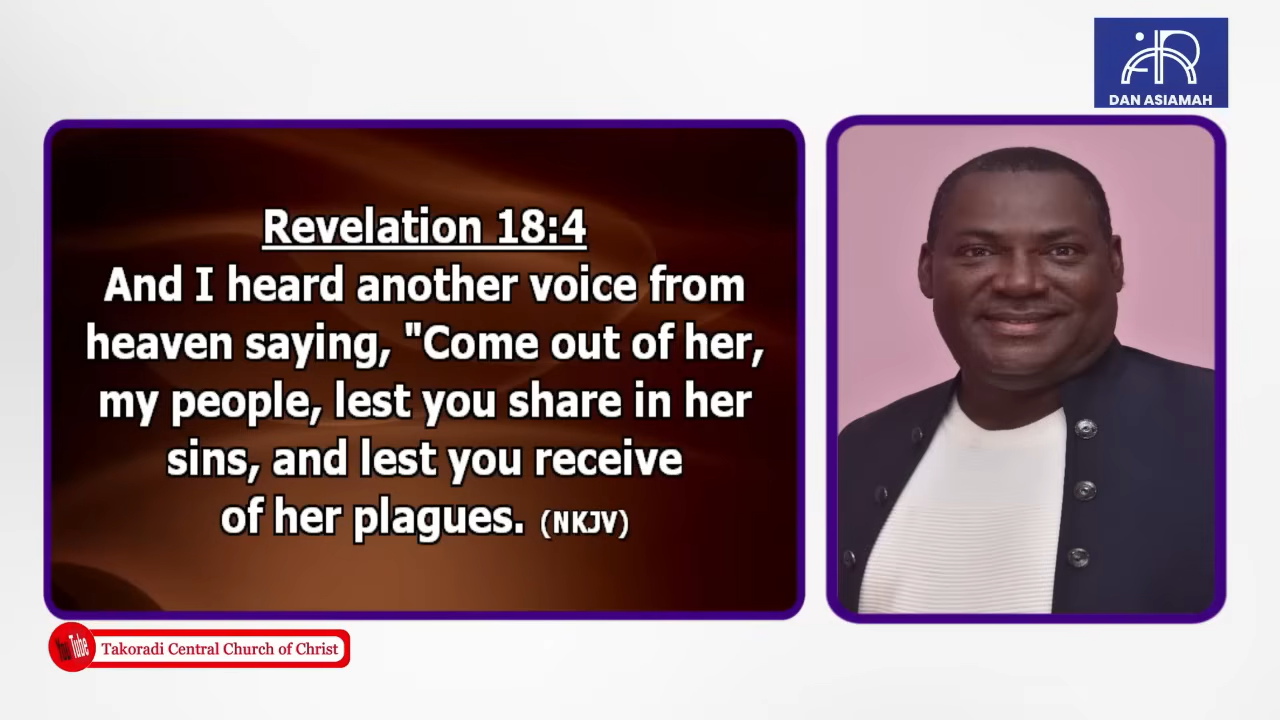 DAN ASIAMAH
Revelation 18:4
And I heard another voice from
heaven saying, "Come out of her,
my people, lest you share in her
sins, and lest you receive
of her plagues. (NKJV)
YouTube Takoradi Central Church of Christ